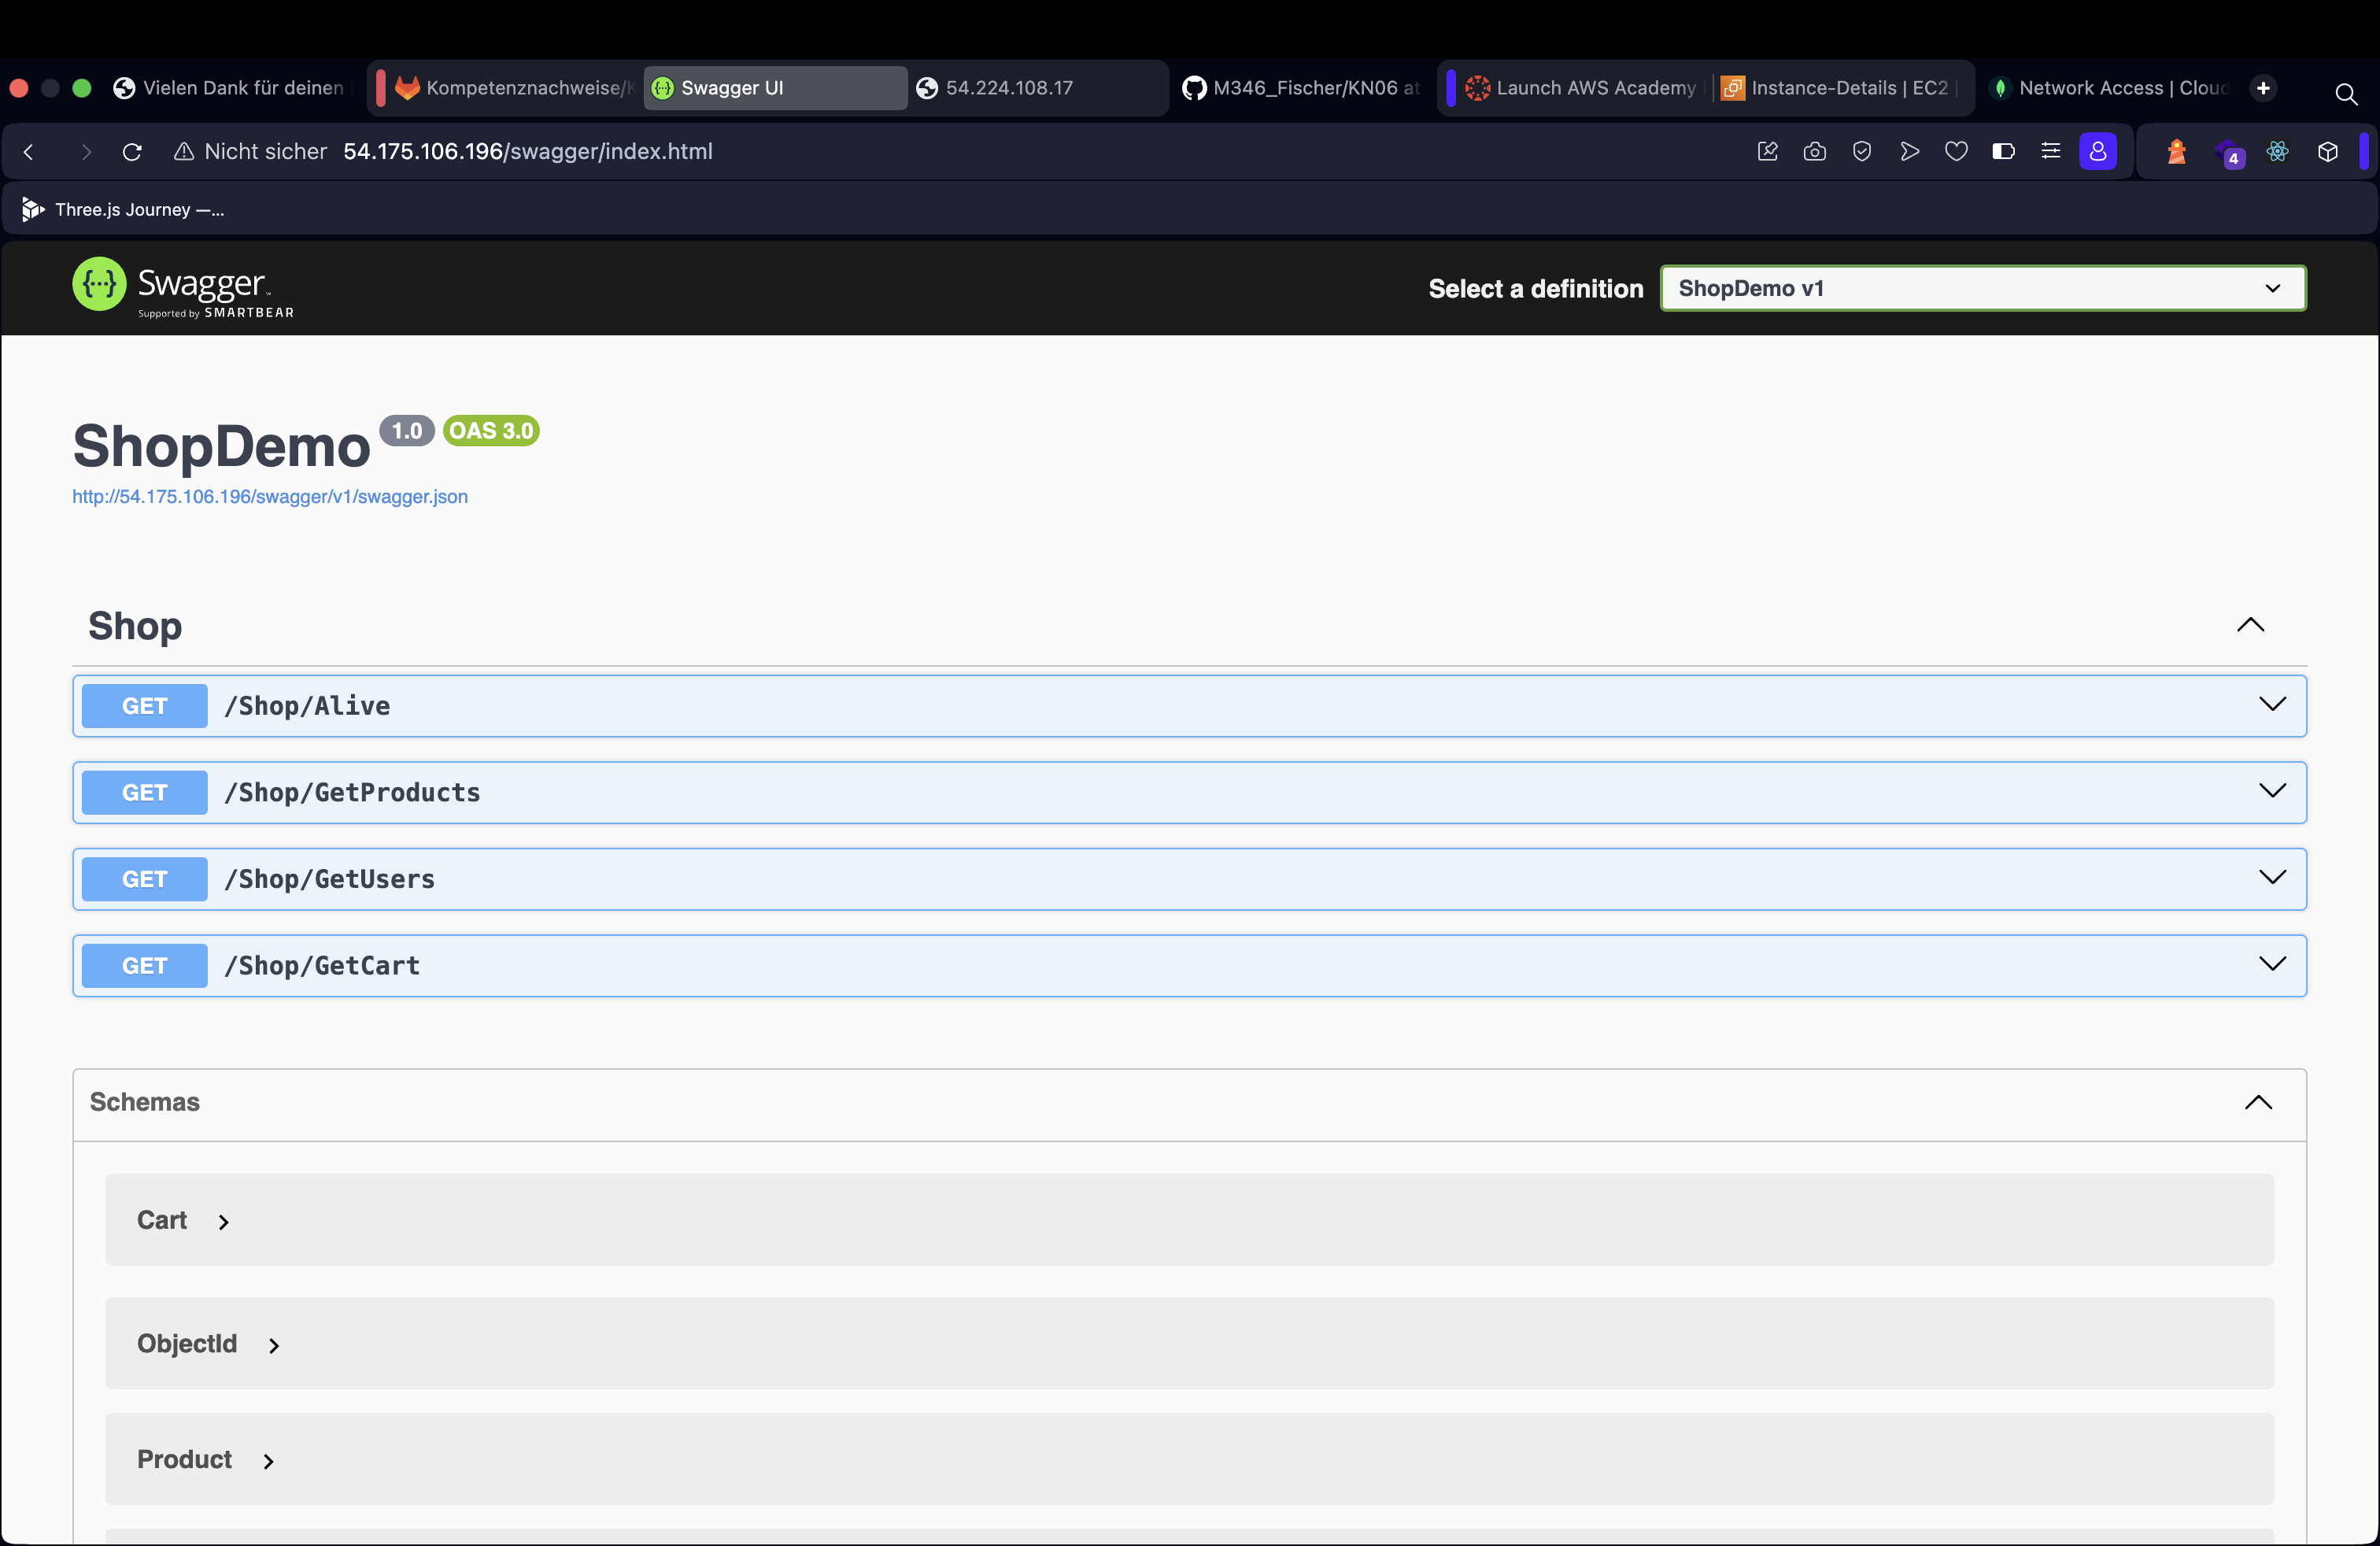 Vielen Dank für deinen
Kompetenznachweise/K
Swagger UI
54.224.108.17
M346_Fischer/KN06 at
Launch AWS Academy
Instance-Details | EC2 |
Network Access | Cloud
Nicht sicher 54.175.106.196/swagger/index.html
4
Three.js Journey —...
Swagger
Supported by SMARTBEAR
Select a definition
ShopDemo v1
ShopDemo 1.0 OAS 3.0
http://54.175.106.196/swagger/v1/swagger.json
Shop
GET /Shop/Alive
GET /Shop/GetProducts
GET /Shop/GetUsers
GET /Shop/GetCart
Schemas
Cart
ObjectId
Product